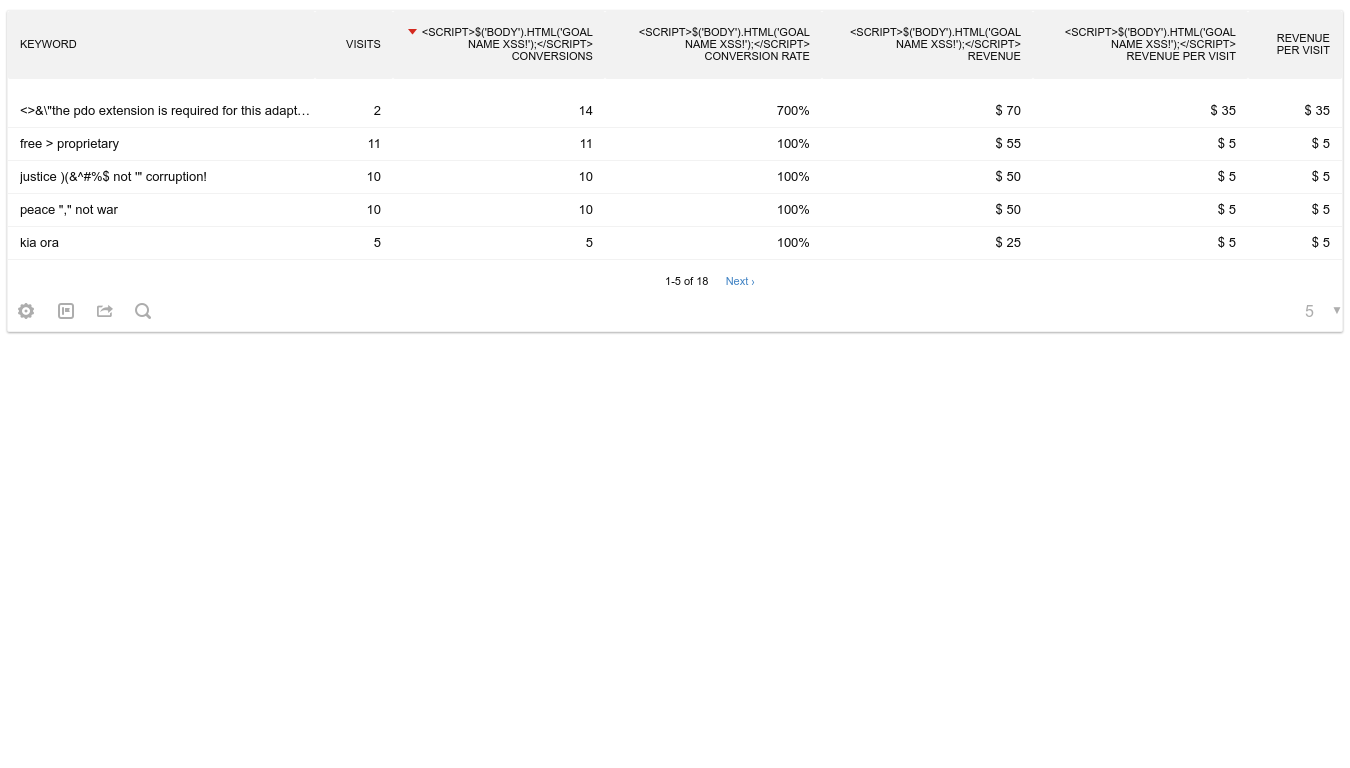 KEYWORD VISITS <SCRIPT>$('BODY').HTML('GOAL NAME XSS!');</SCRIPT> CONVERSIONS <SCRIPT>$('BODY').HTML('GOAL NAME XSS!');</SCRIPT> CONVERSION RATE <SCRIPT>$('BODY').HTML('GOAL NAME XSS!');</SCRIPT> REVENUE <SCRIPT>$('BODY').HTML('GOAL NAME XSS!');</SCRIPT> REVENUE PER VISIT REVENUE PER VISIT
<>&\"the pdo extension is required for this adapt… 2 14 700% $ 70 $ 35 $ 35
free > proprietary 11 11 100% $ 55 $ 5 $ 5
justice )(&^#%$ not '" corruption! 10 10 100% $ 50 $ 5 $ 5
peace "," not war 10 10 100% $ 50 $ 5 $ 5
kia ora 5 5 100% $ 25 $ 5 $ 5
1-5 of 18 Next ›
5